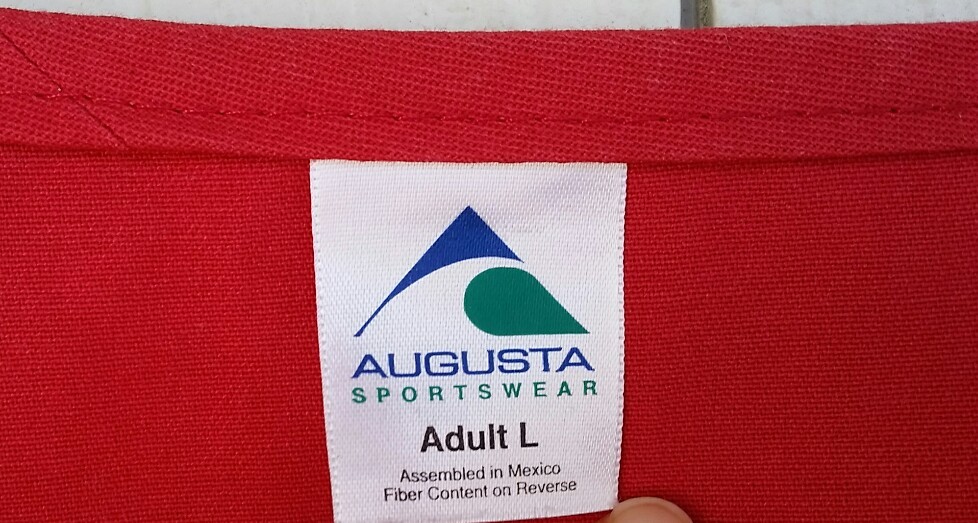 AUGUSTA
SPORTSWEAR
Adult L
Assembled in Mexico
Fiber Content on Reverse